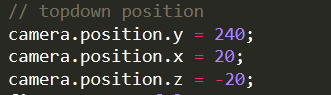 // topdown position
camera.position.y = 240;
camera.position.x = 20;
camera.position.z = -20;